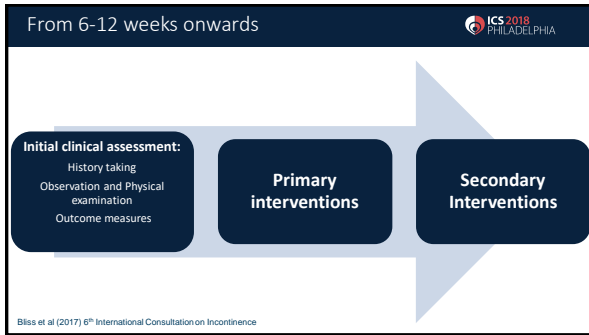 From 6-12 weeks onwards
ICS 2018
PHILADELPHIA
Initial clinical assessment:
History taking
Observation and Physical
examination
Outcome measures
Primary
interventions
Secondary
Interventions
Bliss et al (2017) 6th International Consultation on Incontinence